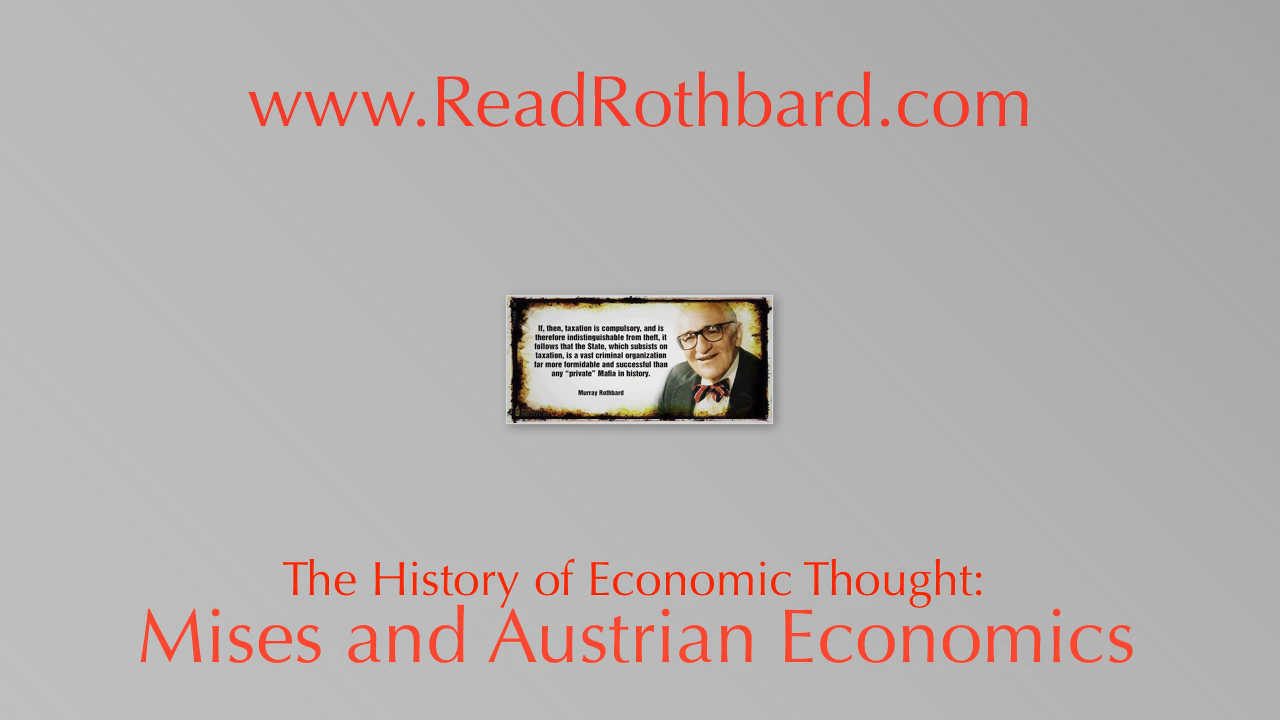 www.ReadRothbard.com
If, then, taxation is compulsory, and is
therefore indistinguishable from theft, it
follows that the State, which subsists on
taxation, is a vast criminal organization
far more formidable and successful than
any “private” Mafia in history.
Murray Rothbard
The History of Economic Thought:
Mises and Austrian Economics